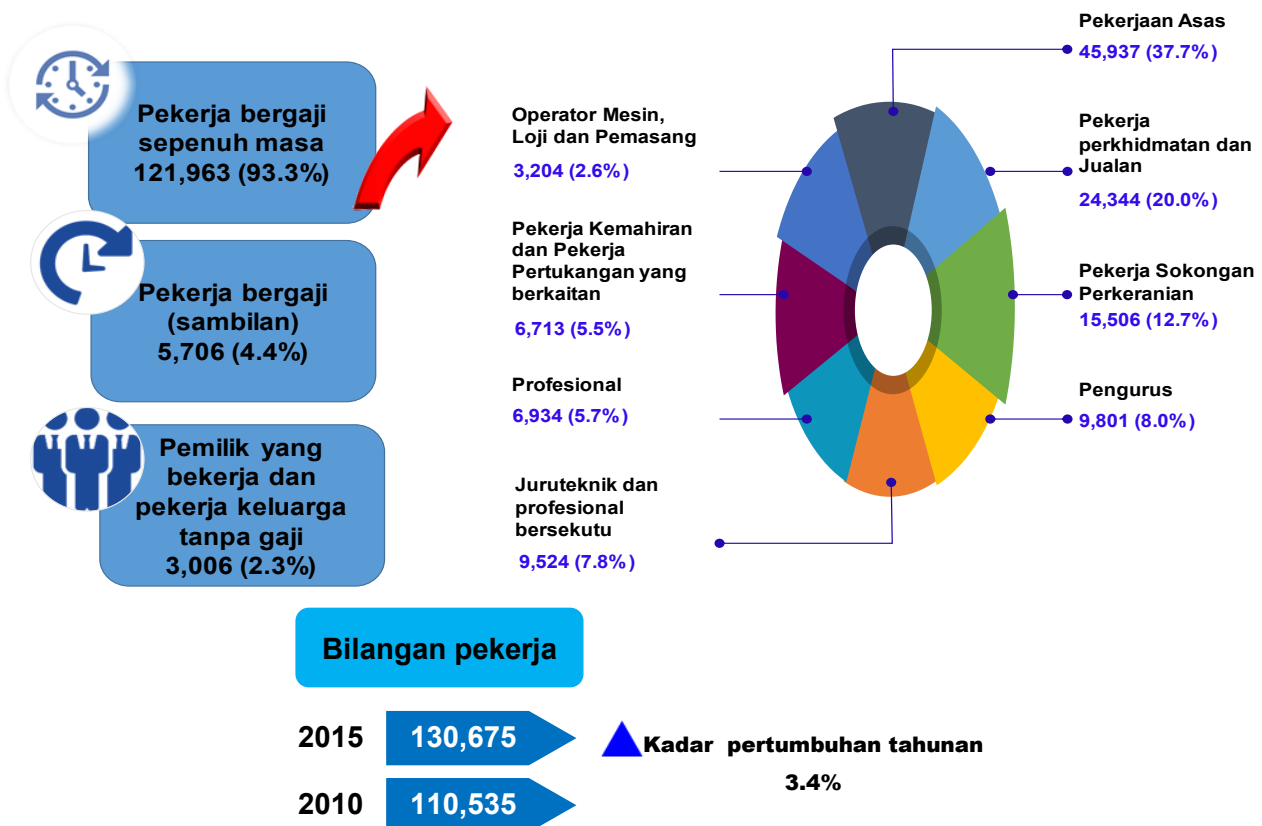 Pekerja bergaji
sepenuh masa
121,963 (93.3%)
Pekerja bergaji
(sambilan)
5,706 (4.4%)
Pemilik yang
bekerja dan
pekerja keluarga
tanpa gaji
3,006 (2.3%)
Operator Mesin,
Loji dan Pemasang
3,204 (2.6%)
Pekerja Kemahiran
dan Pekerja
Pertukangan yang
berkaitan
6,713 (5.5%)
Profesional
6,934 (5.7%)
Juruteknik dan
profesional
bersekutu
9,524 (7.8%)
Pekerjaan Asas
45,937 (37.7%)
Pekerja
perkhidmatan dan
Jualan
24,344 (20.0%)
Pekerja Sokongan
Perkeranian
15,506 (12.7%)
Pengurus
9,801 (8.0%)
Bilangan pekerja
2015 130,675
2010 110,535
Kadar pertumbuhan tahunan
3.4%